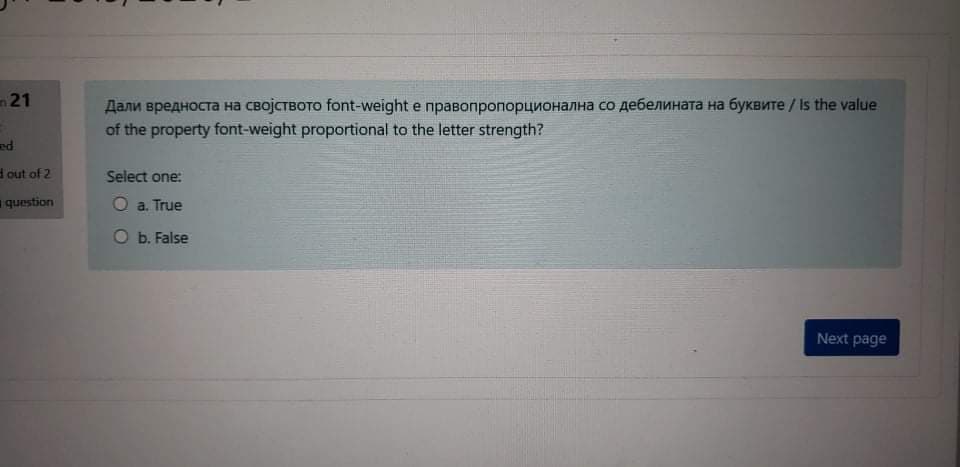 21
Дали вредноста на својството font-weight е правопропорционална со дебелината на буквите / Is the value
of the property font-weight proportional to the letter strength?
out of 2
Select one:
question
a. True
b. False
Next page